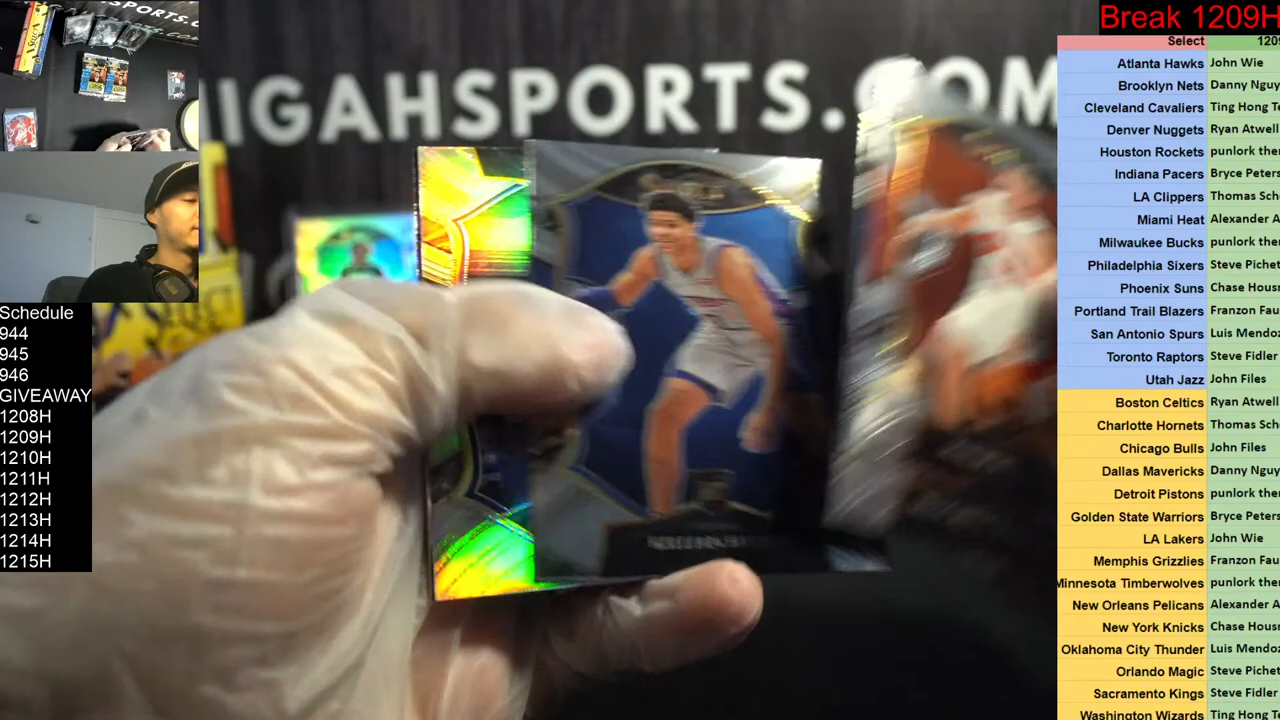 Break 1209H
SPORTS.C
IGAHSPORTS.COM
Select 1209
Atlanta Hawks John Wie
Brooklyn Nets Danny Nguy
Cleveland Cavaliers Ting Hong T
Denver Nuggets Ryan Atwell
Houston Rockets punlork ther
Indiana Pacers Bryce Peters
LA Clippers Thomas Sch
Miami Heat Alexander A
Milwaukee Bucks punlork ther
Philadelphia Sixers Steve Pichet
Phoenix Suns Chase Housr
Portland Trail Blazers Franzon Fau
San Antonio Spurs Luis Mendoz
Toronto Raptors Steve Fidler
Utah Jazz John Files
Boston Celtics Ryan Atwell
Charlotte Hornets Thomas Sch
Chicago Bulls John Files
Dallas Mavericks Danny Nguy
Detroit Pistons punlork ther
Golden State Warriors Bryce Peters
LA Lakers John Wie
Memphis Grizzlies Franzon Fau
Minnesota Timberwolves punlork ther
New Orleans Pelicans Alexander A
New York Knicks Chase Housr
Oklahoma City Thunder Luis Mendoz
Orlando Magic Steve Pichet
Sacramento Kings Steve Fidler
Washington Wizards Ting Hong T
Schedule
944
945
946
GIVEAWAY
1208H
1209H
1210H
1211H
1212H
1213H
1214H
1215H